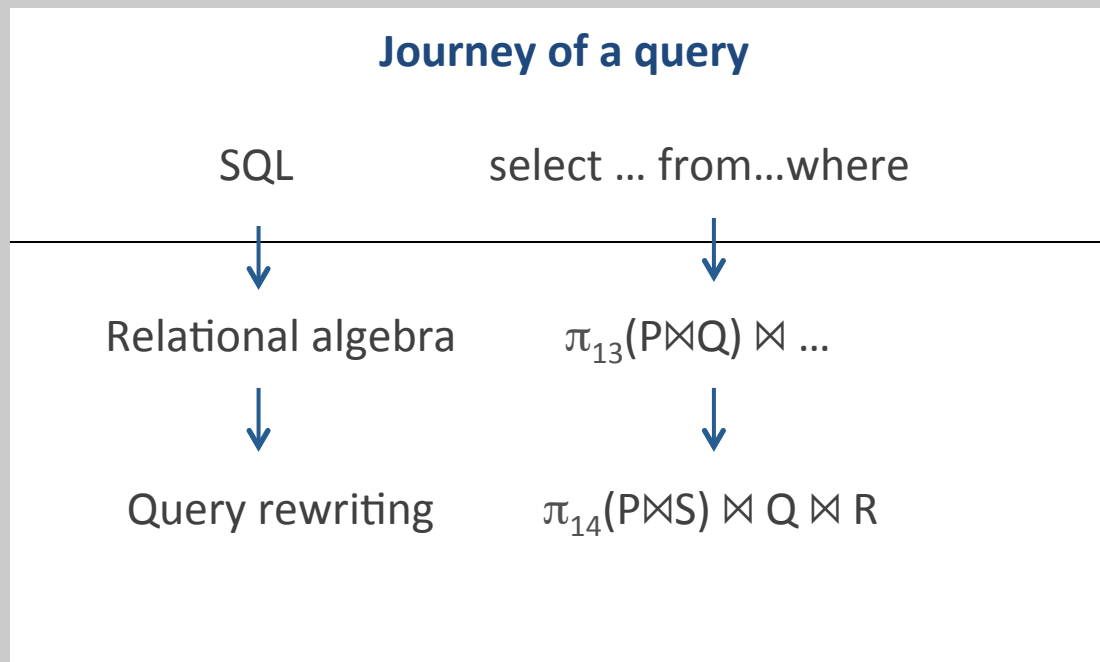 Journey of a query
SQL select ... from...where
Relational algebra π₁₃(P⋈Q) ⋈ ...
Query rewriting π₁₄(P⋈S) ⋈ Q ⋈ R